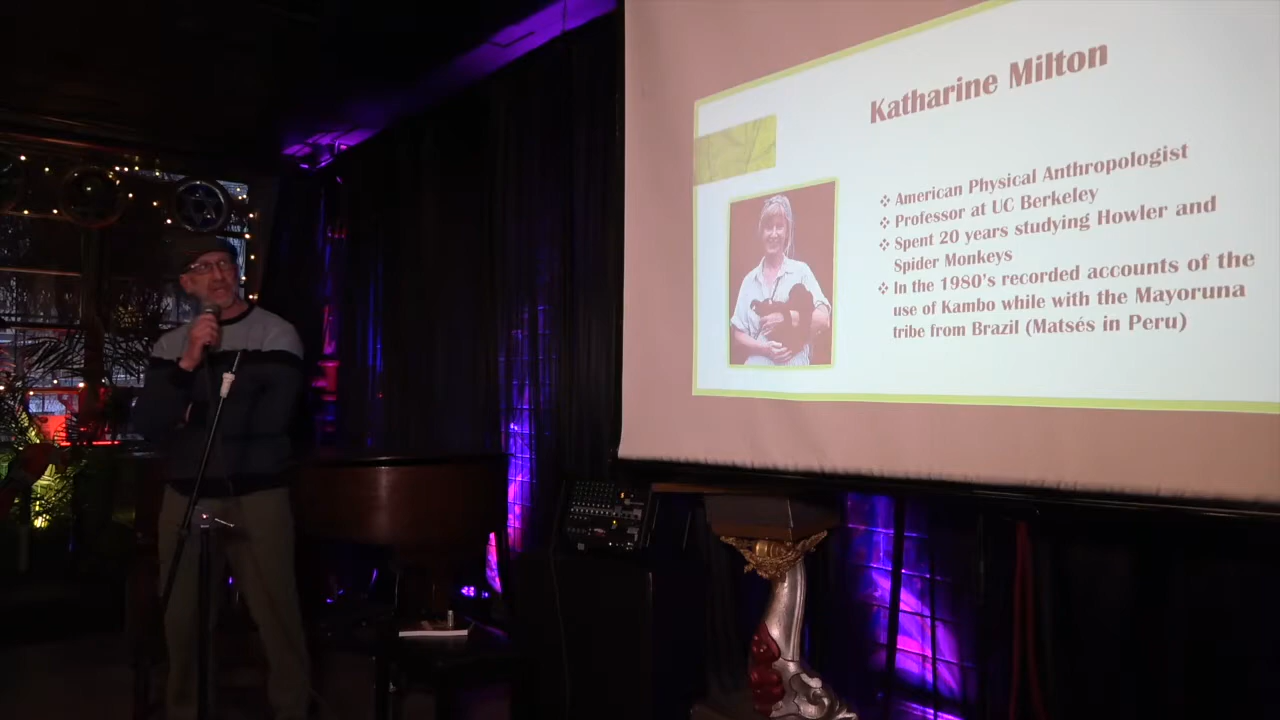 Katharine Milton
❖ American Physical Anthropologist
❖ Professor at UC Berkeley
❖ Spent 20 years studying Howler and
Spider Monkeys
❖ In the 1980's recorded accounts of the
use of Kambo while with the Mayoruna
tribe from Brazil (Matsés in Peru)